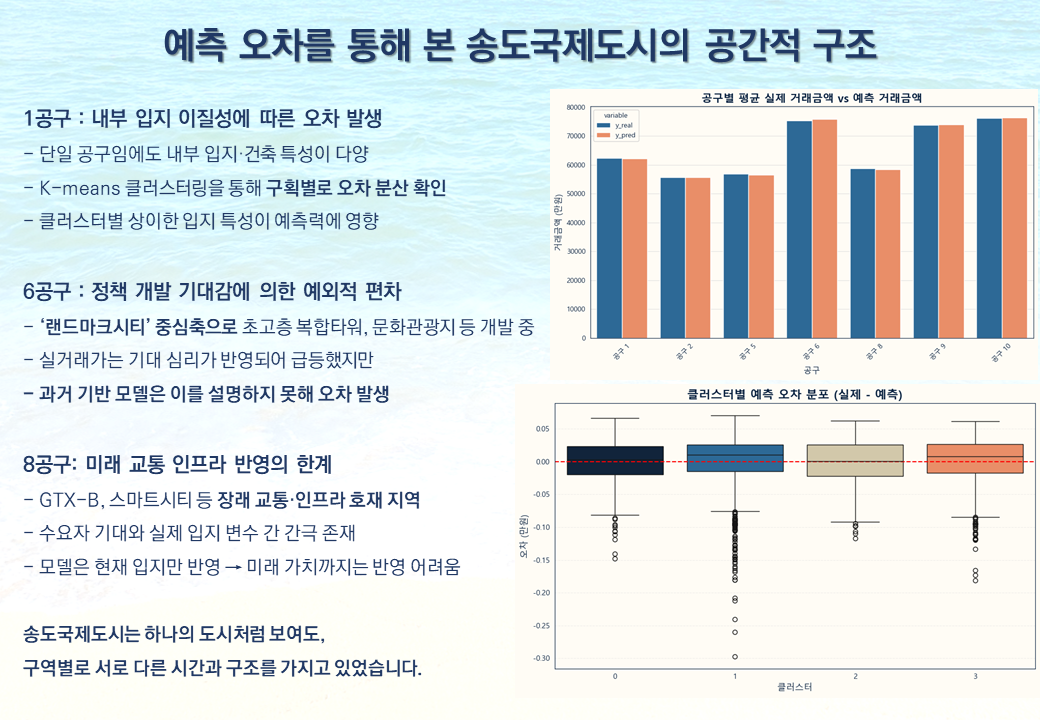 예측 오차를 통해 본 송도국제도시의 공간적 구조
1공구 : 내부 입지 이질성에 따른 오차 발생
- 단일 공구임에도 내부 입지·건축 특성이 다양
- K-means 클러스터링을 통해 구획별로 오차 분산 확인
- 클러스터별 상이한 입지 특성이 예측력에 영향
6공구 : 정책 개발 기대감에 의한 예외적 편차
- ‘랜드마크시티’ 중심축으로 초고층 복합타워, 문화관광지 등 개발 중
- 실거래가는 기대 심리가 반영되어 급등했지만
- 과거 기반 모델은 이를 설명하지 못해 오차 발생
8공구: 미래 교통 인프라 반영의 한계
- GTX-B, 스마트시티 등 장래 교통·인프라 호재 지역
- 수요자 기대와 실제 입지 변수 간 간극 존재
- 모델은 현재 입지만 반영 → 미래 가치까지는 반영 어려움
송도국제도시는 하나의 도시처럼 보여도,
구역별로 서로 다른 시간과 구조를 가지고 있었습니다.
공구별 평균 실제 거래금액 vs 예측 거래금액
variable
y_real
y_pred
거래금액 (만원)
80000
70000
60000
50000
40000
30000
20000
10000
0
공구 1
공구 2
공구 5
공구 6
공구 8
공구 9
공구 10
공구
클러스터별 예측 오차 분포 (실제 - 예측)
오차 (만원)
0.05
0.00
-0.05
-0.10
-0.15
-0.20
-0.25
-0.30
0
1
2
3
클러스터